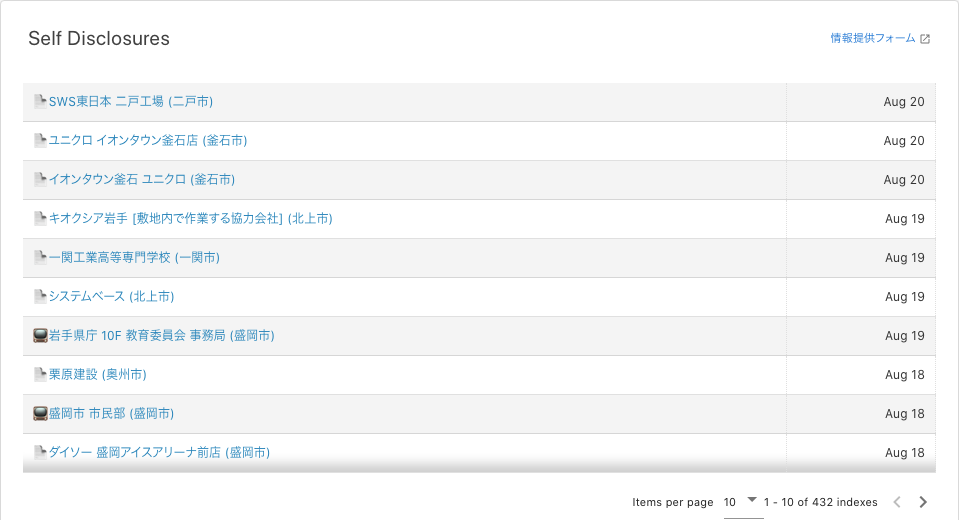 Self Disclosures
情報提供フォーム
SWS東日本 二戸工場 (二戸市) Aug 20
ユニクロ イオンタウン釜石店 (釜石市) Aug 20
イオンタウン釜石 ユニクロ (釜石市) Aug 20
キオクシア岩手 [敷地内で作業する協力会社] (北上市) Aug 19
一関工業高等専門学校 (一関市) Aug 19
システムベース (北上市) Aug 19
岩手県庁 10F 教育委員会 事務局 (盛岡市) Aug 19
栗原建設 (奥州市) Aug 18
盛岡市 市民部 (盛岡市) Aug 18
ダイソー 盛岡アイスアリーナ前店 (盛岡市) Aug 18
Items per page 10 1 - 10 of 432 indexes